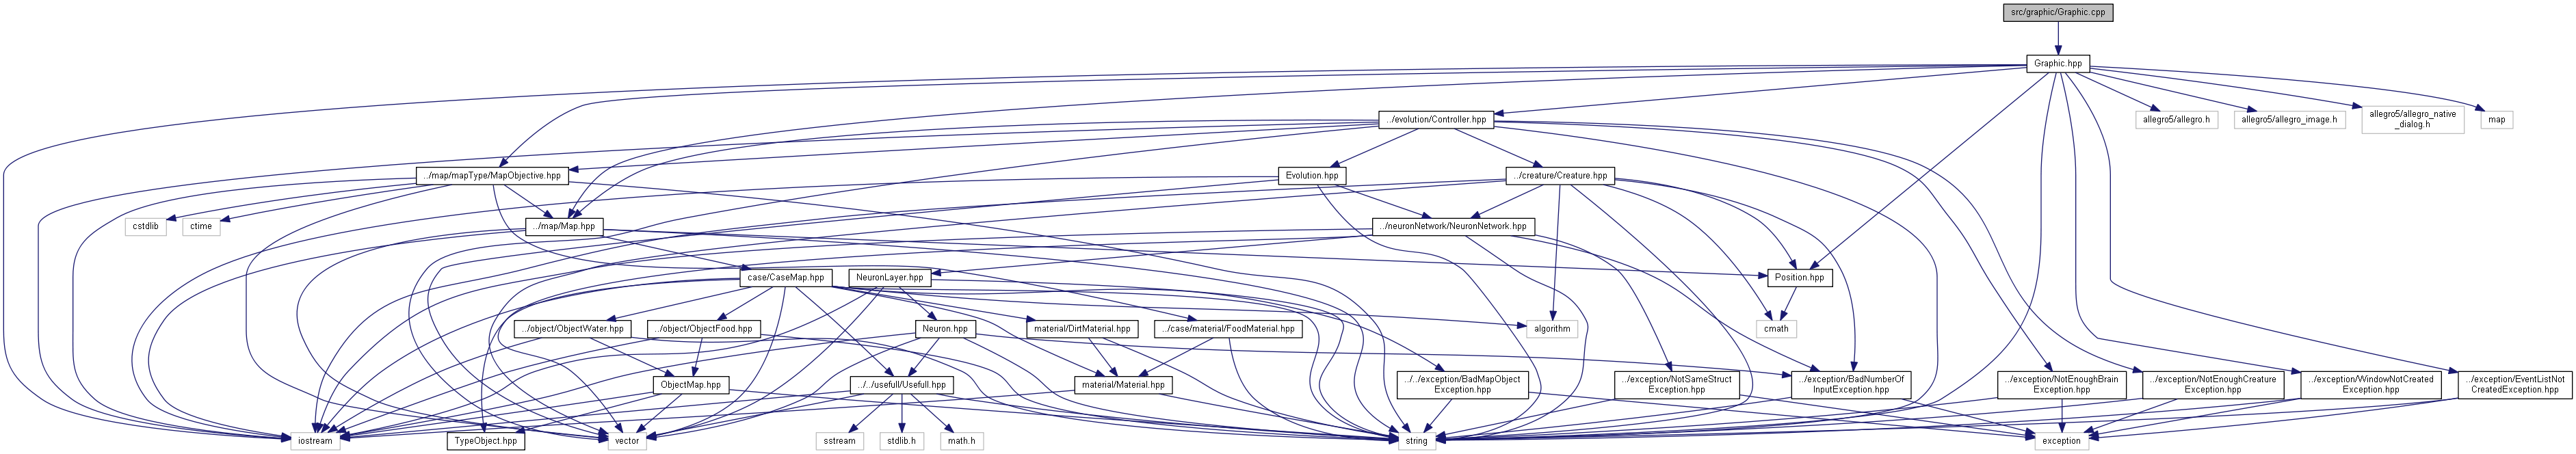 src/graphic/Graphic.cpp
Graphic.hpp
../evolution/Controller.hpp
allegro5/allegro.h
allegro5/allegro_image.h
allegro5/allegro_native
_dialog.h
map
../map/mapType/MapObjective.hpp
Evolution.hpp
../creature/Creature.hpp
cstdlib
ctime
../map/Map.hpp
../neuronNetwork/NeuronNetwork.hpp
case/CaseMap.hpp
NeuronLayer.hpp
Position.hpp
../object/ObjectWater.hpp
../object/ObjectFood.hpp
Neuron.hpp
material/DirtMaterial.hpp
../case/material/FoodMaterial.hpp
algorithm
cmath
ObjectMap.hpp
../../usefull/Usefull.hpp
material/Material.hpp
../../exception/BadMapObject
Exception.hpp
../exception/NotSameStruct
Exception.hpp
../exception/BadNumberOf
InputException.hpp
../exception/NotEnoughBrain
Exception.hpp
../exception/NotEnoughCreature
Exception.hpp
../exception/WindowNotCreated
Exception.hpp
../exception/EventListNot
CreatedException.hpp
iostream
TypeObject.hpp
vector
sstream
stdlib.h
math.h
string
exception